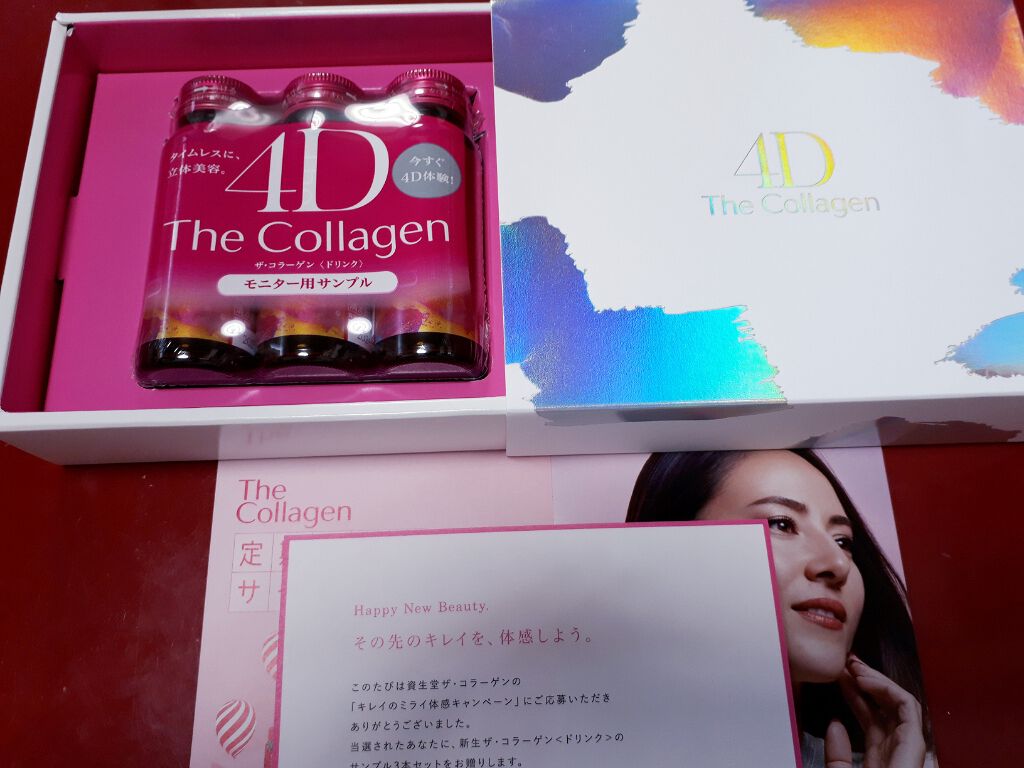 タイムレスに、
立体美容。
4D
今すぐ
4D体験!
The Collagen
ザ・コラーゲン〈ドリンク〉
モニター用サンプル
4D
The Collagen
The
Collagen
定
サ
Happy New Beauty.
その先のキレイを、体感しよう。
このたびは資生堂ザ・コラーゲンの
「キレイのミライ体感キャンペーン」にご応募いただき
ありがとうございました。
当選されたあなたに、新生ザ・コラーゲン<ドリンク>の
サンプル3本セットをお贈りします。